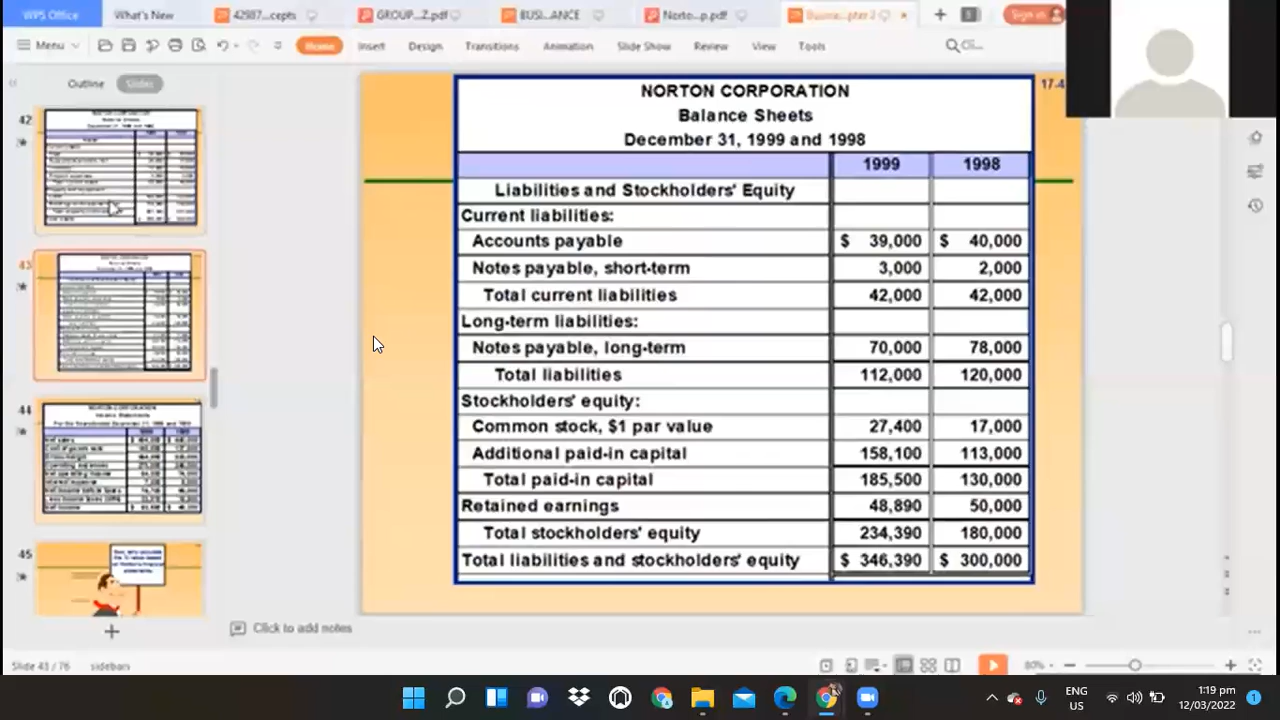 WPS Office What's New 42987...cepts GROUP...Z.pdf BUSI...ANCE Norto...p.pdf Sign in
Menu Home Insert Design Transitions Animation Slide Show Review View Tools
Outline Slides
42
43
44
45
NORTON CORPORATION
Balance Sheets
December 31, 1999 and 1998
17-4
1999 1998
Liabilities and Stockholders' Equity
Current liabilities:
Accounts payable $ 39,000 $ 40,000
Notes payable, short-term 3,000 2,000
Total current liabilities 42,000 42,000
Long-term liabilities:
Notes payable, long-term 70,000 78,000
Total liabilities 112,000 120,000
Stockholders' equity:
Common stock, $1 par value 27,400 17,000
Additional paid-in capital 158,100 113,000
Total paid-in capital 185,500 130,000
Retained earnings 48,890 50,000
Total stockholders' equity 234,390 180,000
Total liabilities and stockholders' equity $ 346,390 $ 300,000
Click to add notes
Slide 43 / 76 sidebars 80%
ENG
US
1:19 pm
12/03/2022